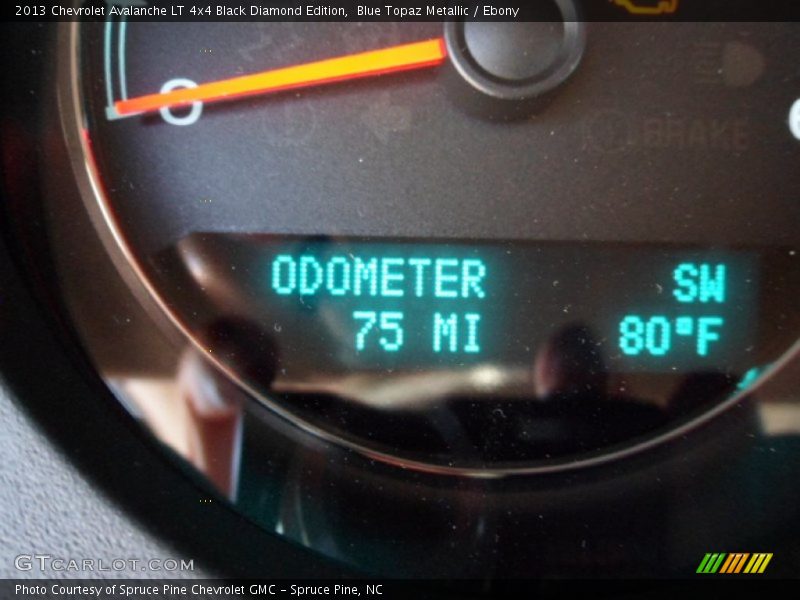 2013 Chevrolet Avalanche LT 4x4 Black Diamond Edition,  Blue Topaz Metallic / Ebony
0
BRAKE
ODOMETER SW
75 MI 80°F
GTCARLOT.COM
Photo Courtesy of Spruce Pine Chevrolet GMC – Spruce Pine, NC